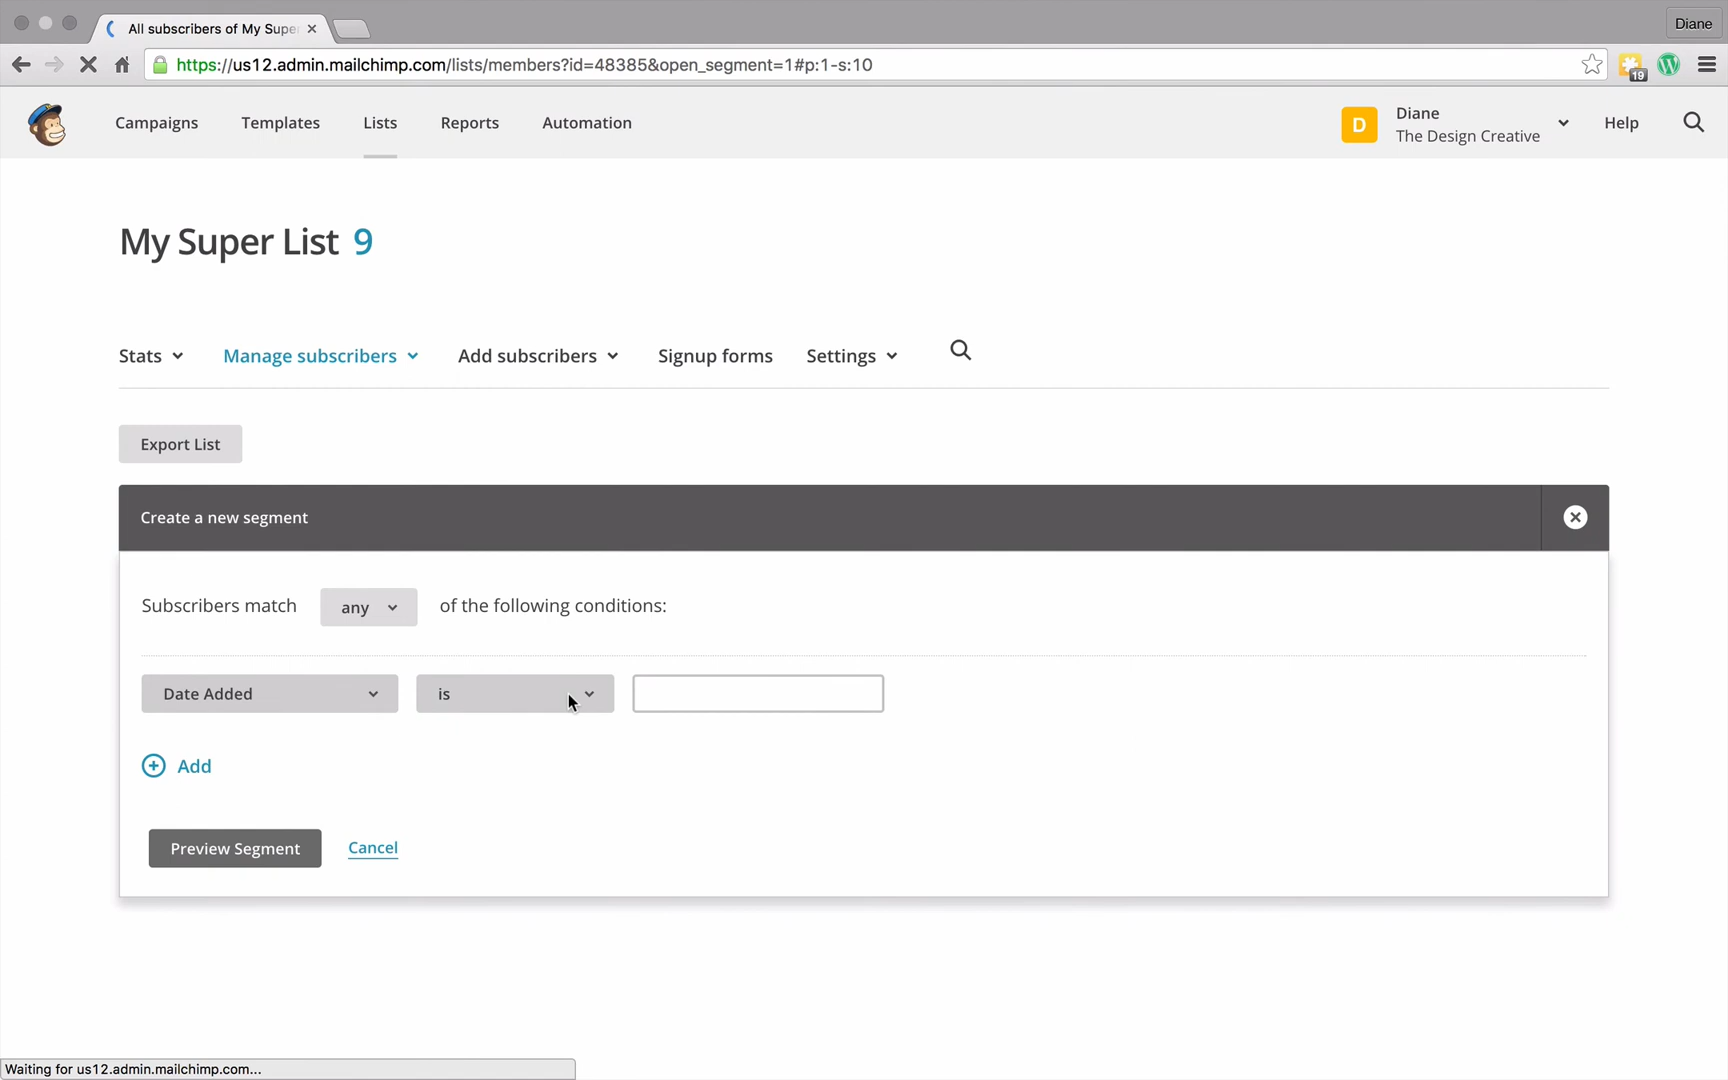 Diane
All subscribers of My Supe
https://us12.admin.mailchimp.com/lists/members?id=48385&open_segment=1#p:1-s:10
19
Campaigns Templates Lists Reports Automation
D Diane
The Design Creative
Help
My Super List 9
Stats Manage subscribers Add subscribers Signup forms Settings
Export List
Create a new segment
Subscribers match any of the following conditions:
Date Added is
Add
Preview Segment Cancel
Waiting for us12.admin.mailchimp.com...